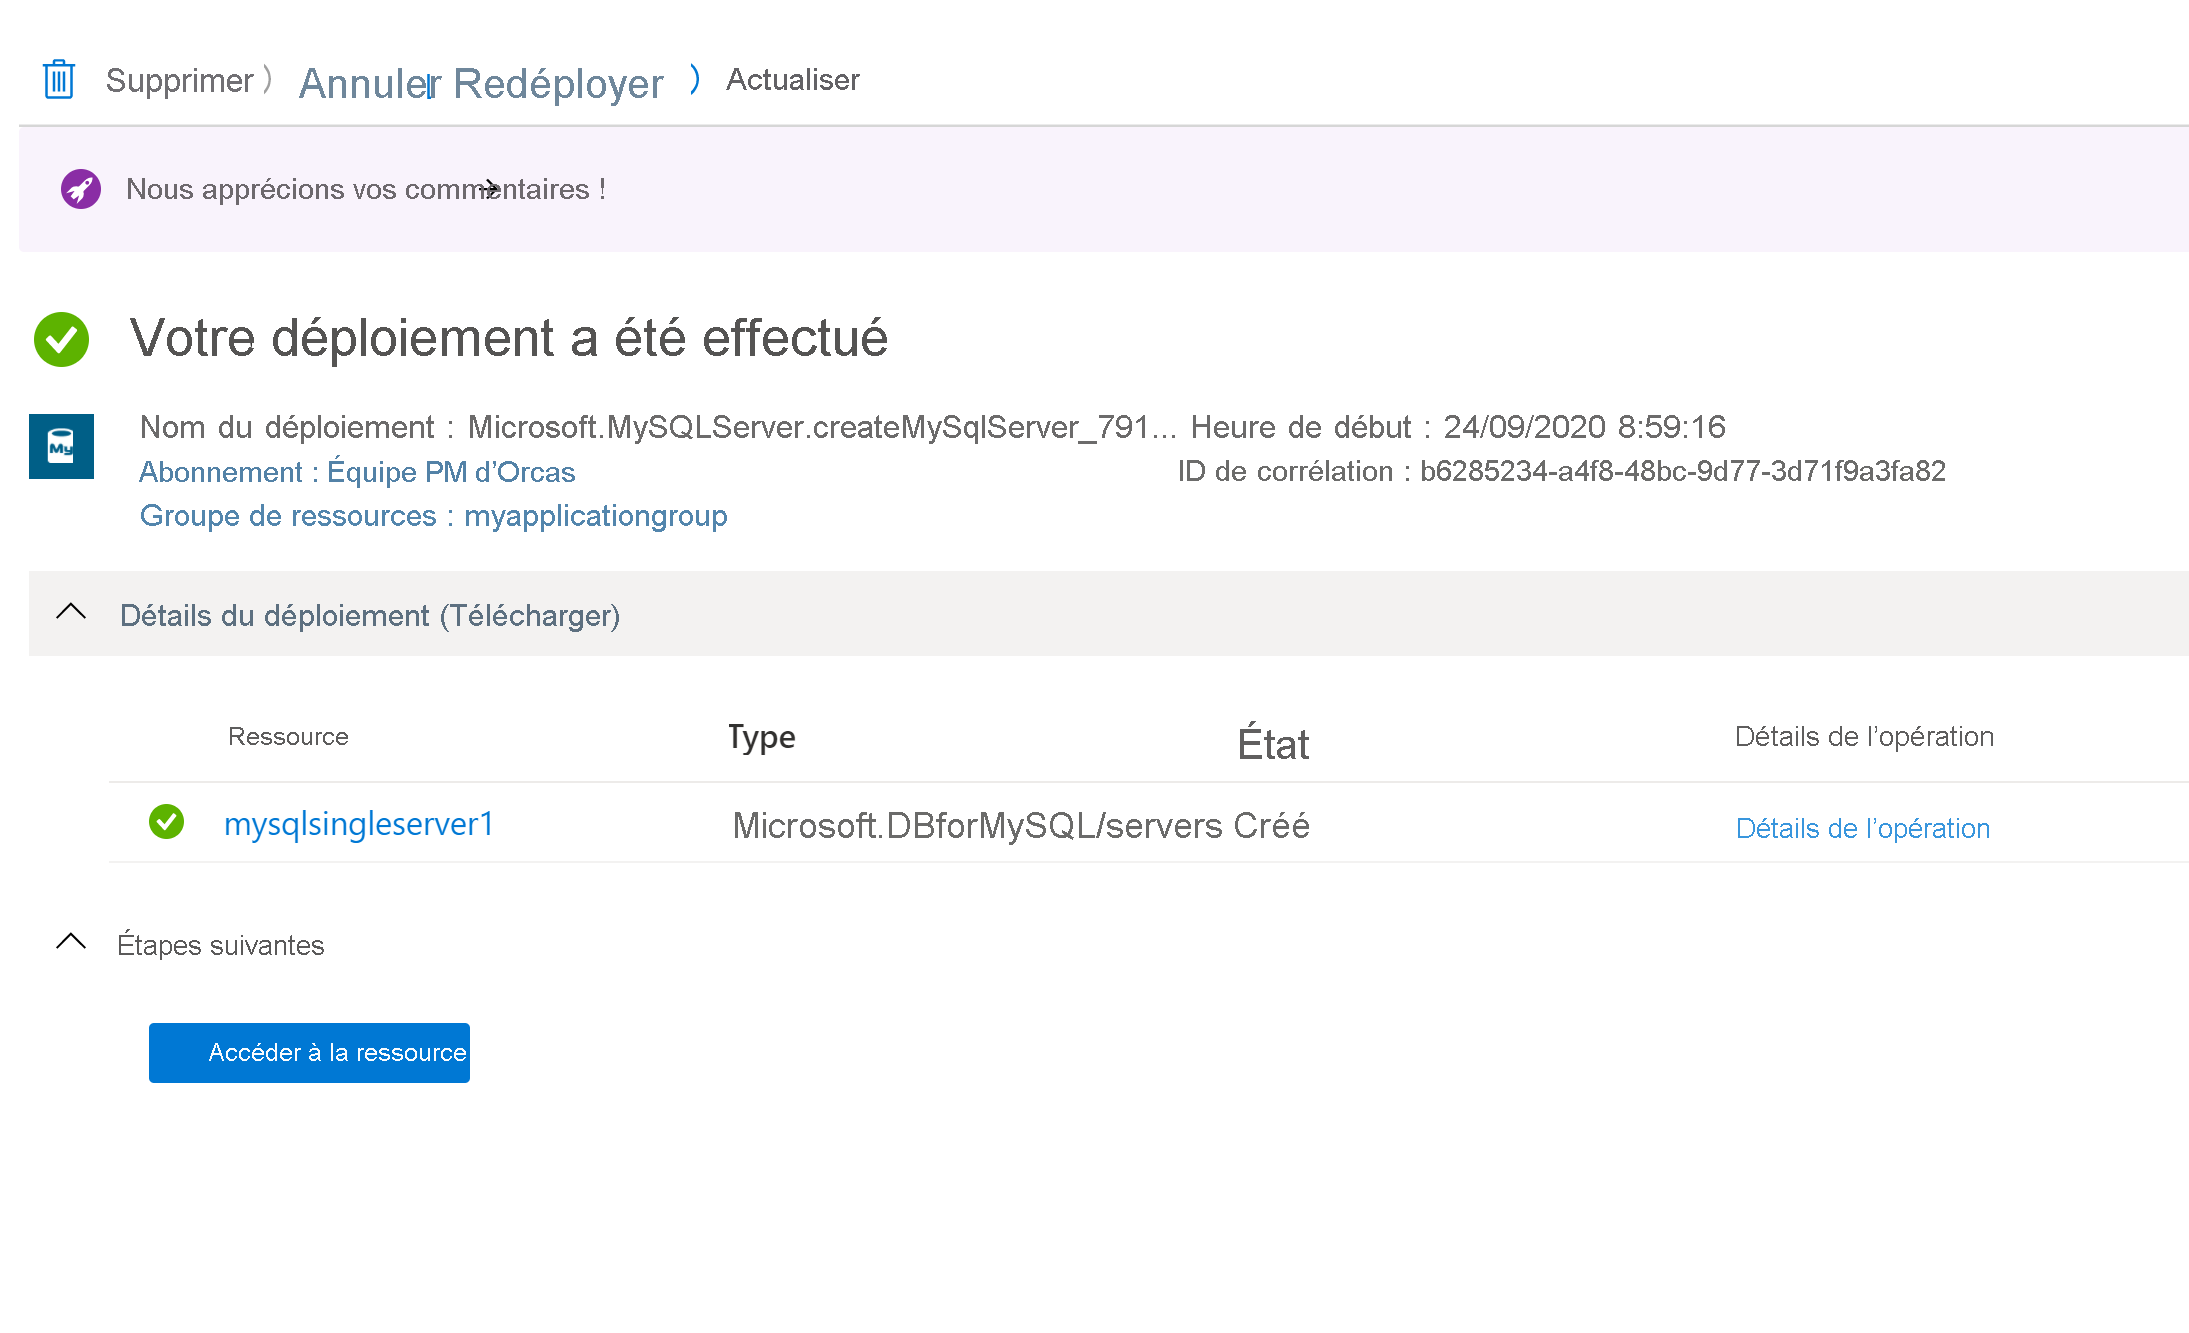 Supprimer Annuler Redéployer Actualiser
Nous apprécions vos commentaires !
Votre déploiement a été effectué
My
Nom du déploiement : Microsoft.MySQLServer.createMySqlServer_791... Heure de début : 24/09/2020 8:59:16
Abonnement : Équipe PM d’Orcas ID de corrélation : b6285234-a4f8-48bc-9d77-3d71f9a3fa82
Groupe de ressources : myapplicationgroup
Détails du déploiement (Télécharger)
Ressource Type État Détails de l’opération
mysqlsingleserver1 Microsoft.DBforMySQL/servers Créé Détails de l’opération
Étapes suivantes
Accéder à la ressource